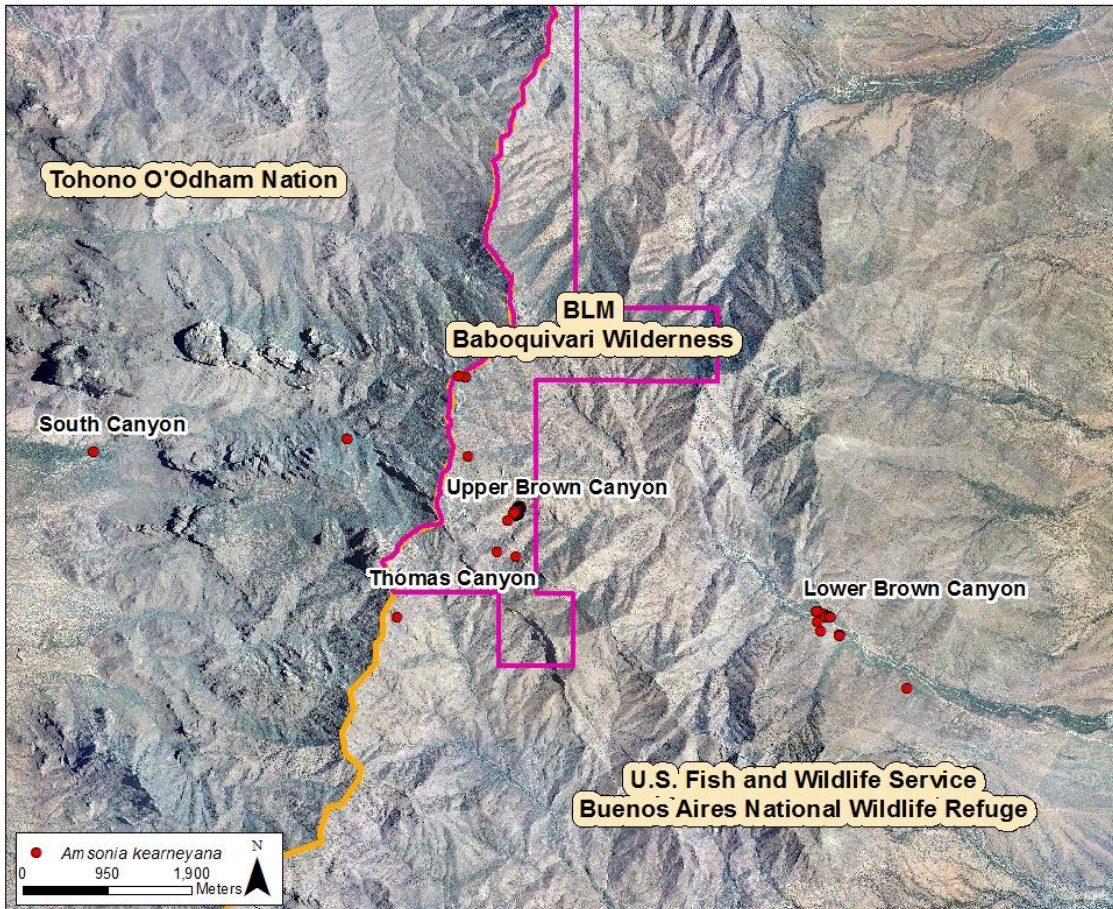 Tohono O'Odham Nation
BLM
Baboquivari Wilderness
South Canyon
Upper Brown Canyon
Thomas Canyon
Lower Brown Canyon
U.S. Fish and Wildlife Service
Buenos Aires National Wildlife Refuge
Amsonia kearneyana
N
0 950 1,900
Meters